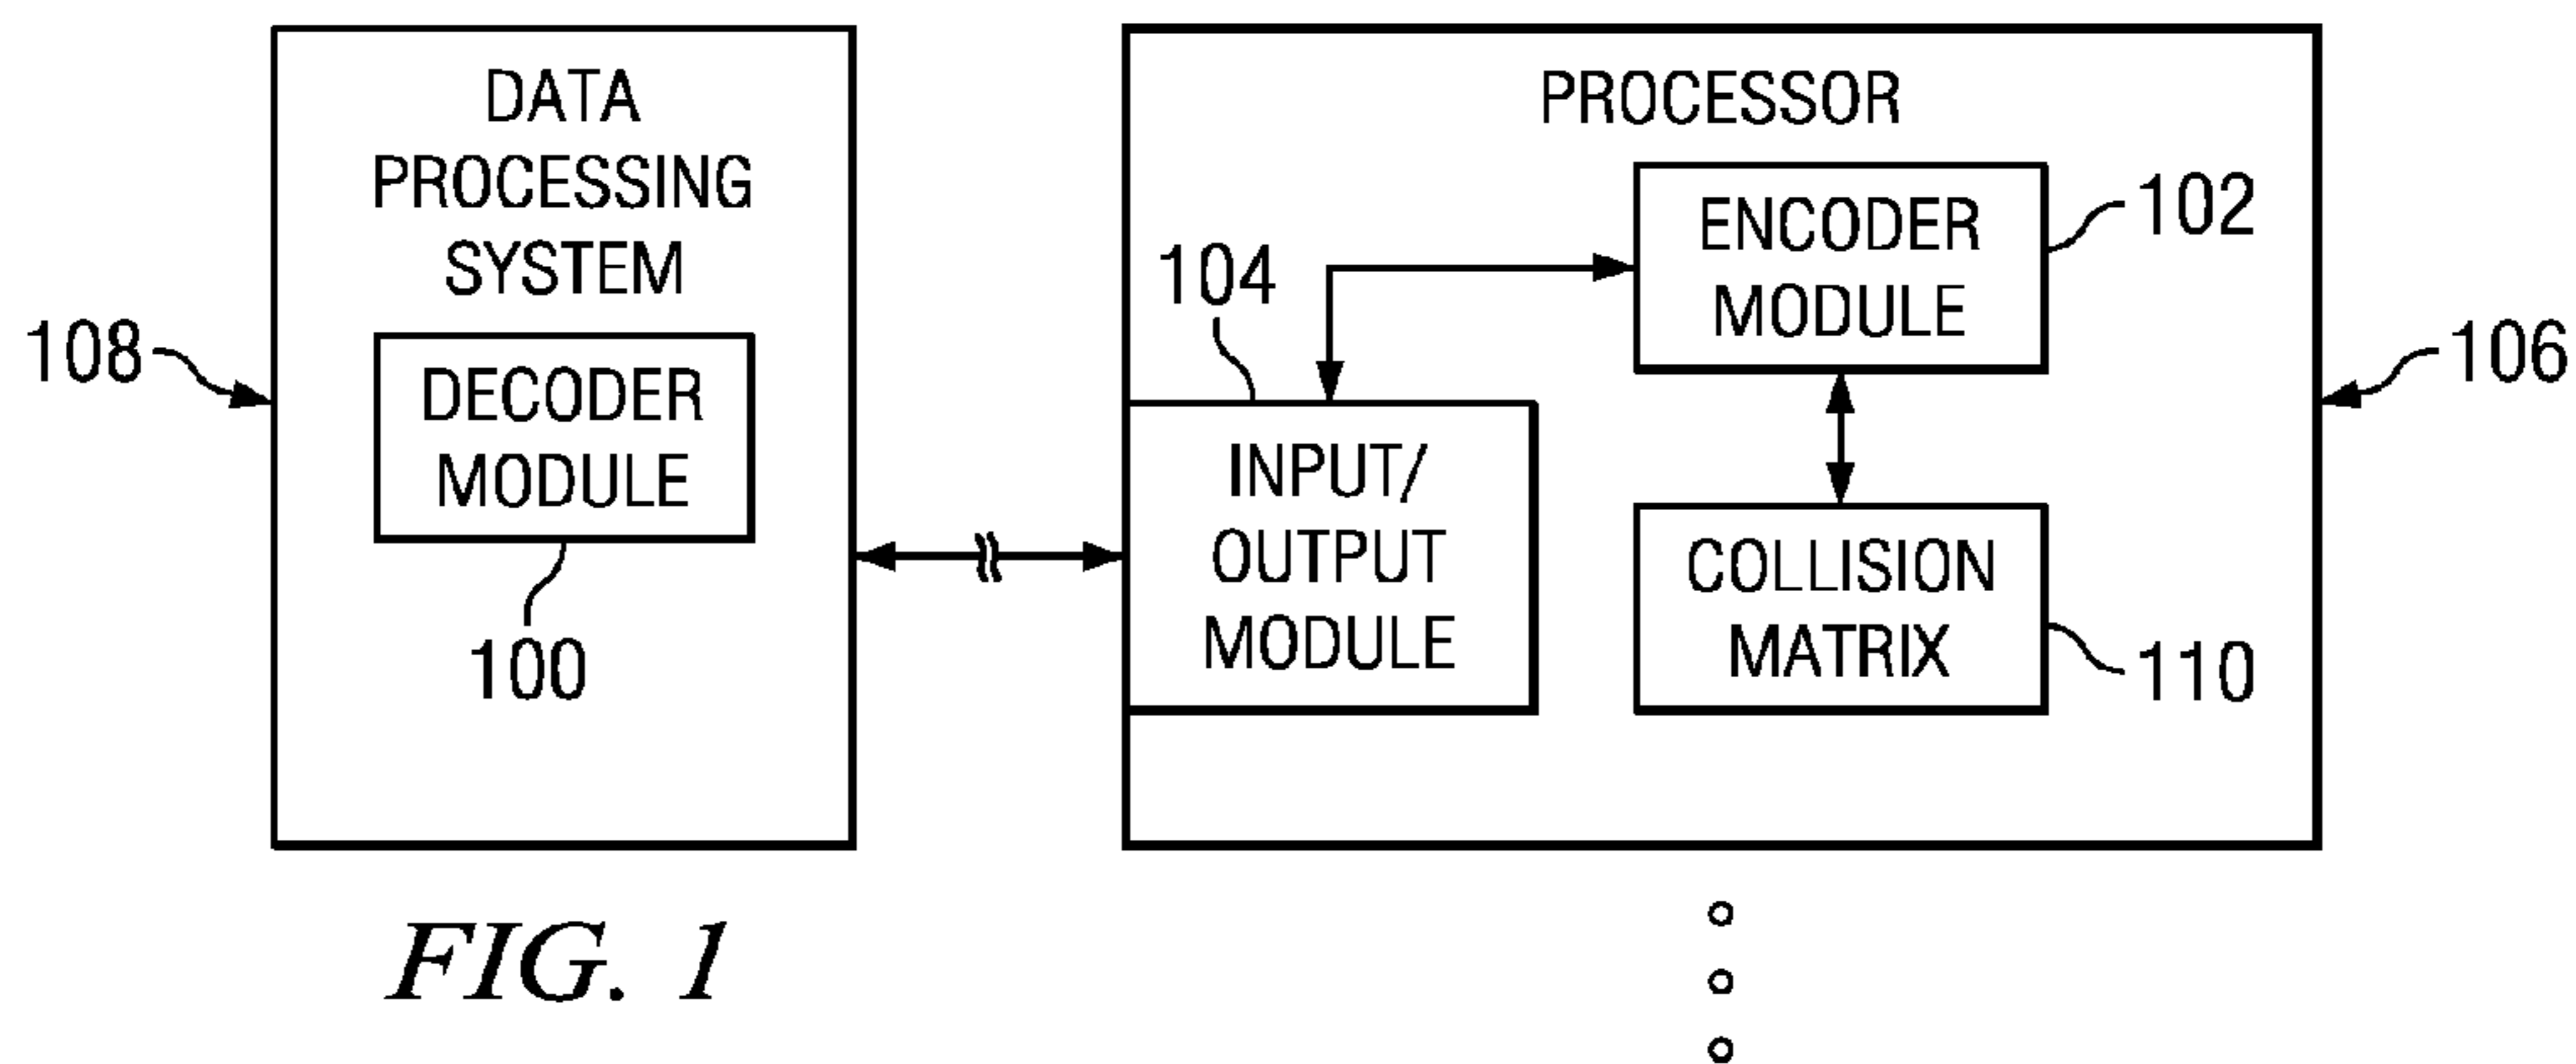 DATA
PROCESSING
SYSTEM
108
DECODER
MODULE
100
PROCESSOR
ENCODER
MODULE
102
104
106
INPUT/
OUTPUT
MODULE
COLLISION
MATRIX
110
FIG. 1